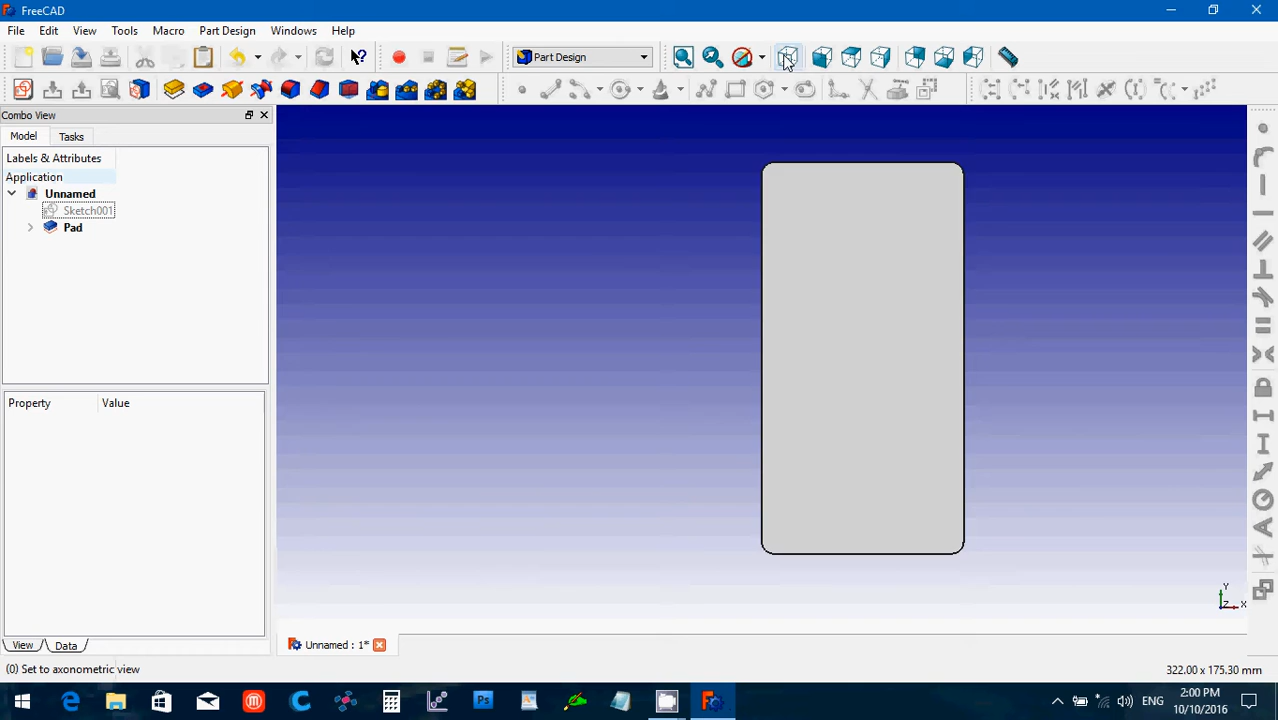 FreeCAD
File Edit View Tools Macro Part Design Windows Help
Part Design
Combo View
Model Tasks
Labels & Attributes
Application
Unnamed
Sketch001
Pad
Property Value
View Data
Unnamed : 1*
Y
Z X
(0) Set to axonometric view
322.00 x 175.30 mm
Ps
ENG
2:00 PM
10/10/2016